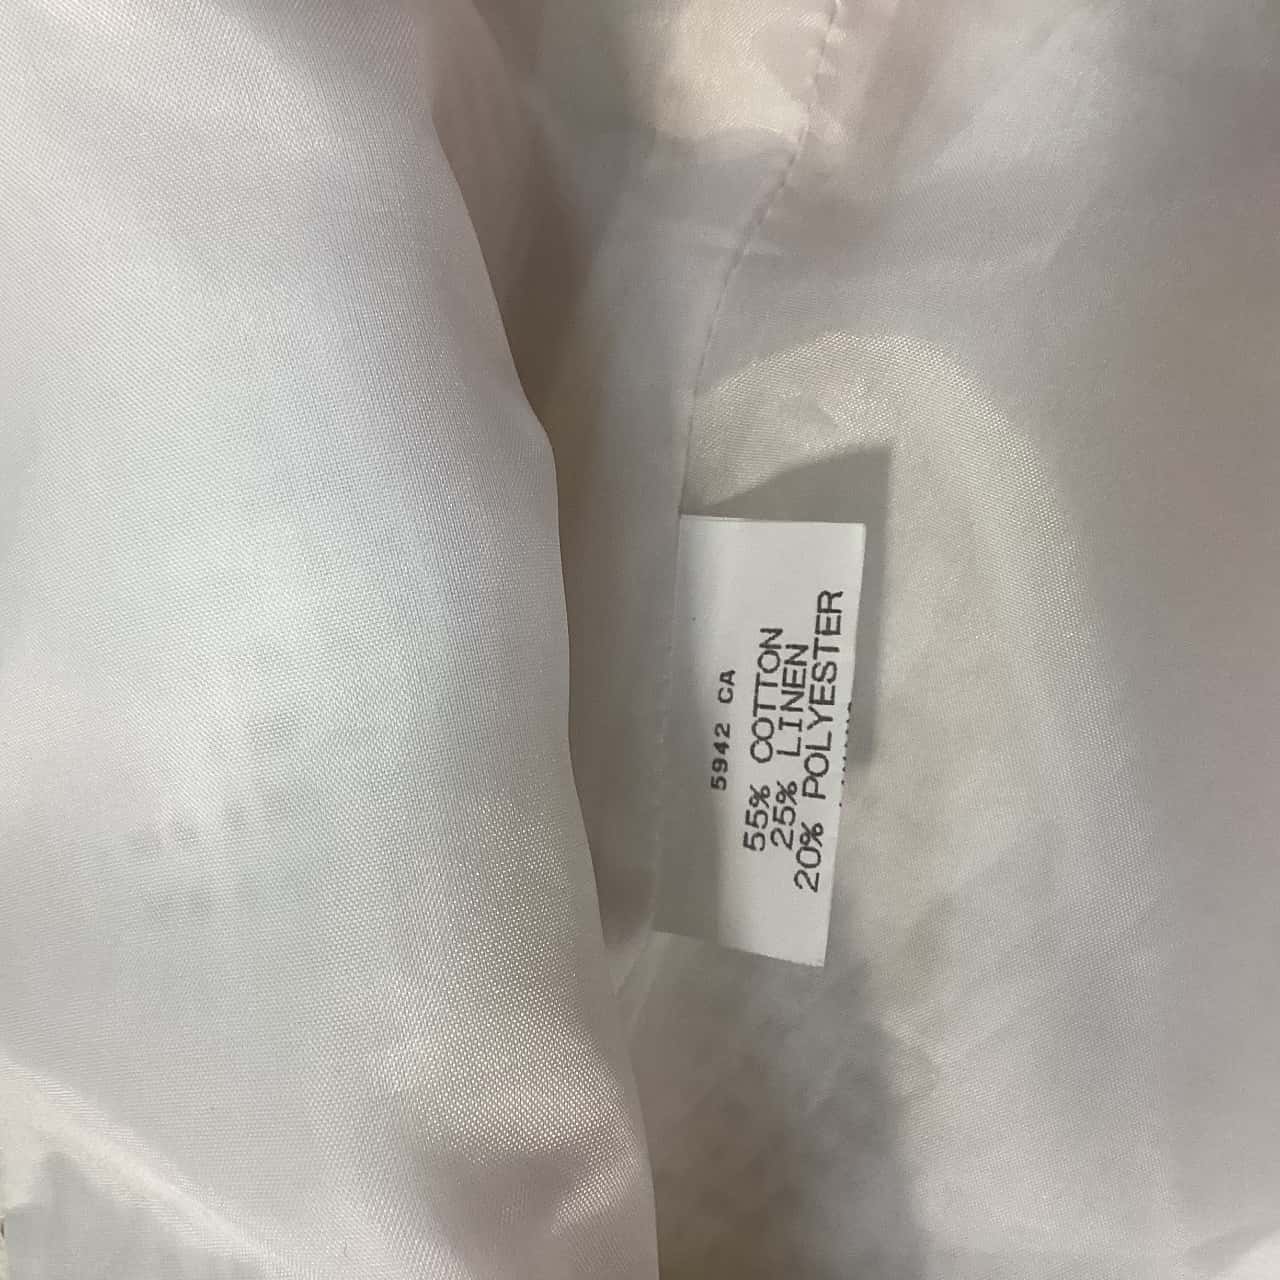 5942 CA
55% COTTON
25% LINEN
20% POLYESTER